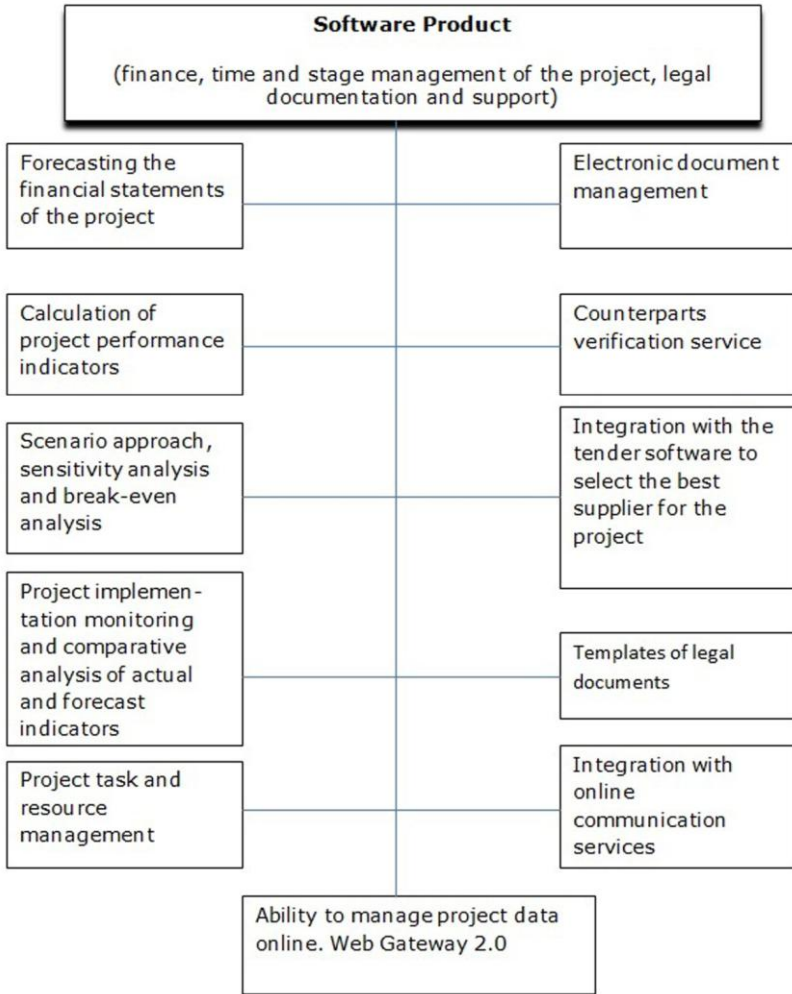 Software Product
(finance, time and stage management of the project, legal
documentation and support)
Forecasting the
financial statements
of the project
Electronic document
management
Calculation of
project performance
indicators
Counterparts
verification service
Scenario approach,
sensitivity analysis
and break-even
analysis
Integration with the
tender software to
select the best
supplier for the
project
Project implemen-
tation monitoring
and comparative
analysis of actual
and forecast
indicators
Templates of legal
documents
Project task and
resource
management
Integration with
online
communication
services
Ability to manage project data
online. Web Gateway 2.0